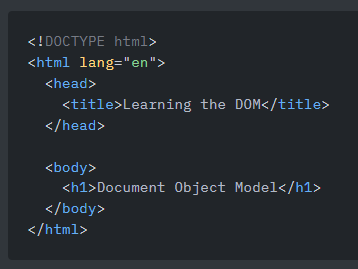 <!DOCTYPE html>
<html lang="en">
  <head>
    <title>Learning the DOM</title>
  </head>

  <body>
    <h1>Document Object Model</h1>
  </body>
</html>